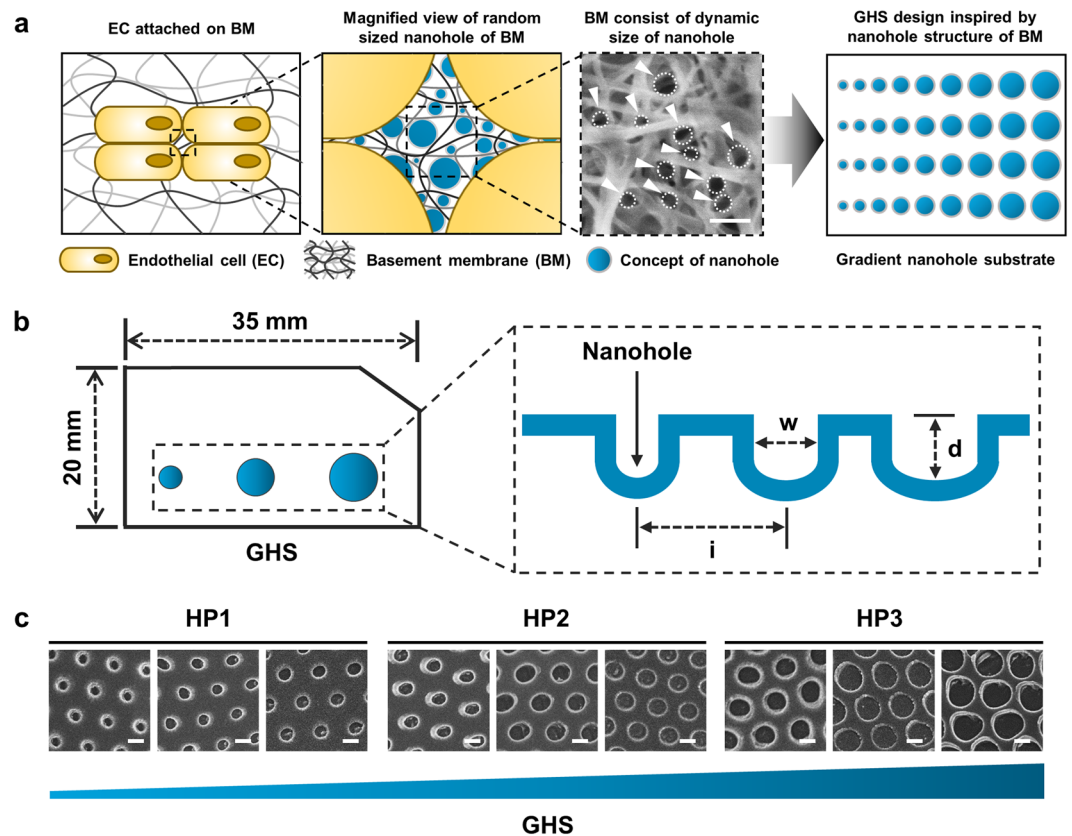 a
EC attached on BM
Magnified view of random
sized nanohole of BM
BM consist of dynamic
size of nanohole
GHS design inspired by
nanohole structure of BM
Endothelial cell (EC)
Basement membrane (BM)
Concept of nanohole
Gradient nanohole substrate
b
35 mm
20 mm
GHS
Nanohole
w
d
i
c
HP1
HP2
HP3
GHS